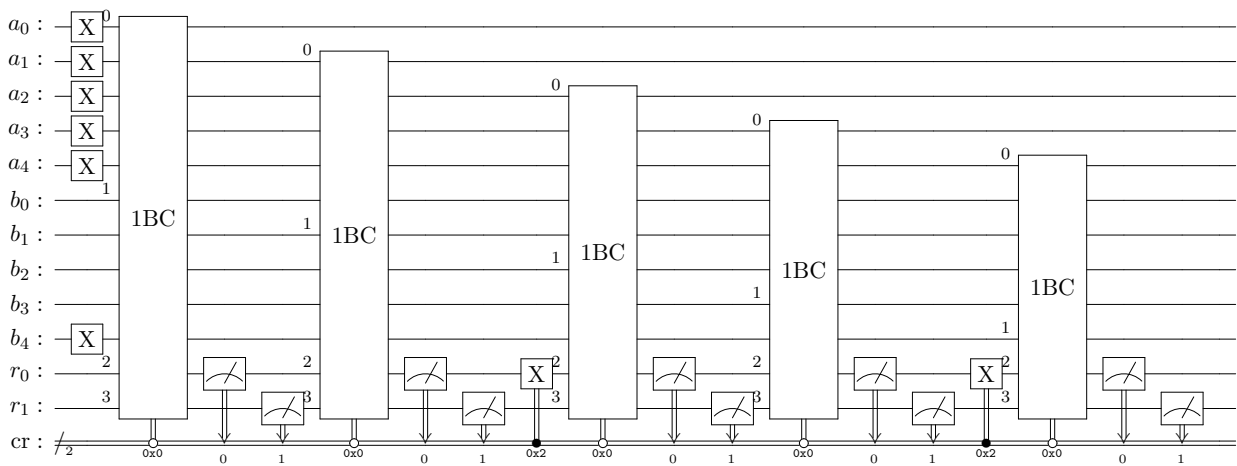 a0 : X 0
a1 : X 0
a2 : X 0
a3 : X 0
a4 : X 0
b0 : 1
1BC
b1 : 1 1BC
b2 : 1 1BC
1BC
b3 : 1 1BC
b4 : X 1
r0 : 2 2 X 2 2 X 2
r1 : 3 3 3 3 3
cr : 2 0x0 0 1 0x0 0 1 0x2 0x0 0 1 0x0 0 1 0x2 0x0 0 1